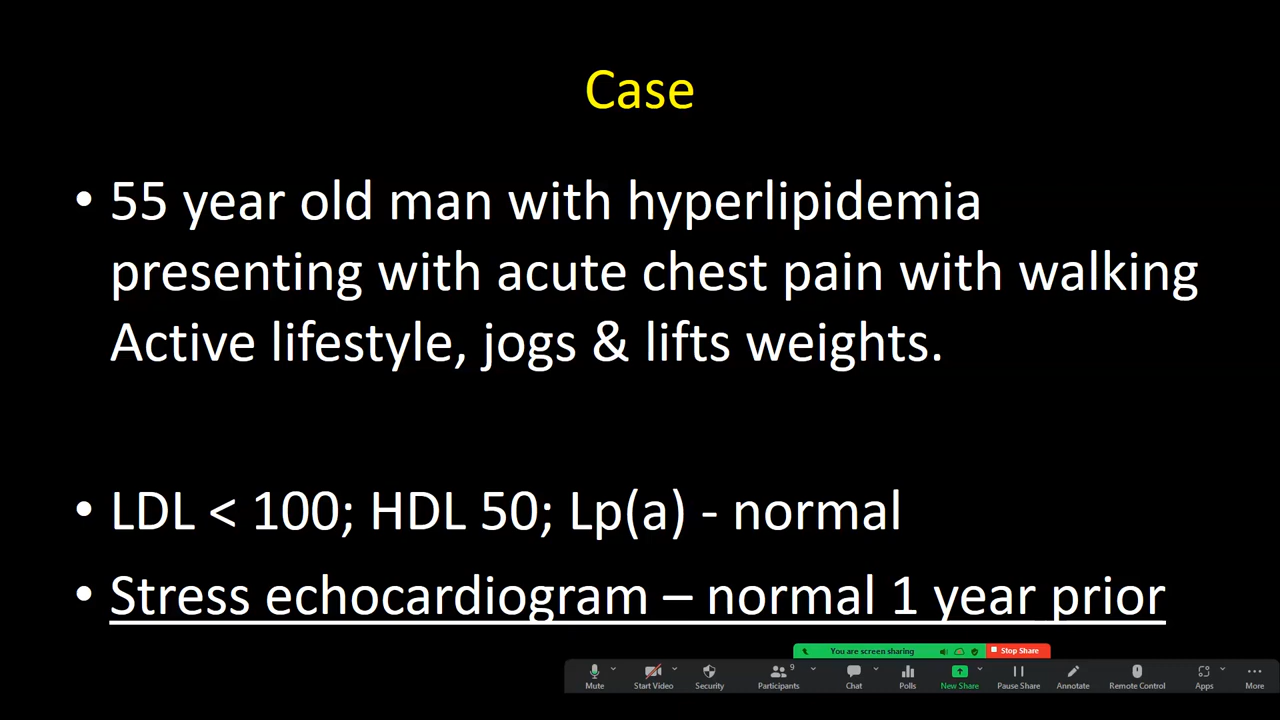 Case
• 55 year old man with hyperlipidemia
presenting with acute chest pain with walking
Active lifestyle, jogs & lifts weights.
• LDL < 100; HDL 50; Lp(a) - normal
• Stress echocardiogram – normal 1 year prior
You are screen sharing Stop Share
9
Mute Start Video Security Participants Chat Polls New Share Pause Share Annotate Remote Control Apps More